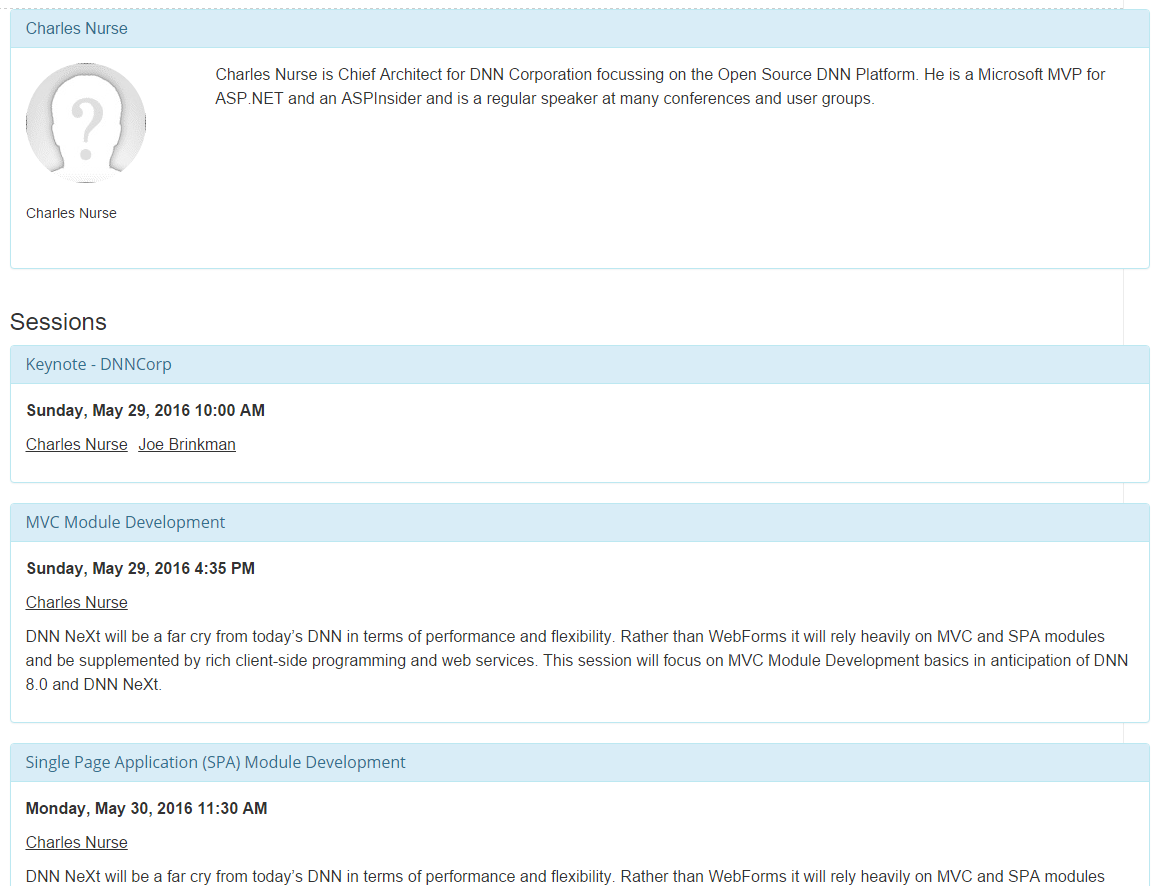 Charles Nurse
Charles Nurse is Chief Architect for DNN Corporation focussing on the Open Source DNN Platform. He is a Microsoft MVP for
ASP.NET and an ASPInsider and is a regular speaker at many conferences and user groups.
?
Charles Nurse
Sessions
Keynote - DNNCorp
Sunday, May 29, 2016 10:00 AM
Charles Nurse Joe Brinkman
MVC Module Development
Sunday, May 29, 2016 4:35 PM
Charles Nurse
DNN NeXt will be a far cry from today’s DNN in terms of performance and flexibility. Rather than WebForms it will rely heavily on MVC and SPA modules
and be supplemented by rich client-side programming and web services. This session will focus on MVC Module Development basics in anticipation of DNN
8.0 and DNN NeXt.
Single Page Application (SPA) Module Development
Monday, May 30, 2016 11:30 AM
Charles Nurse
DNN NeXt will be a far cry from today’s DNN in terms of performance and flexibility. Rather than WebForms it will rely heavily on MVC and SPA modules